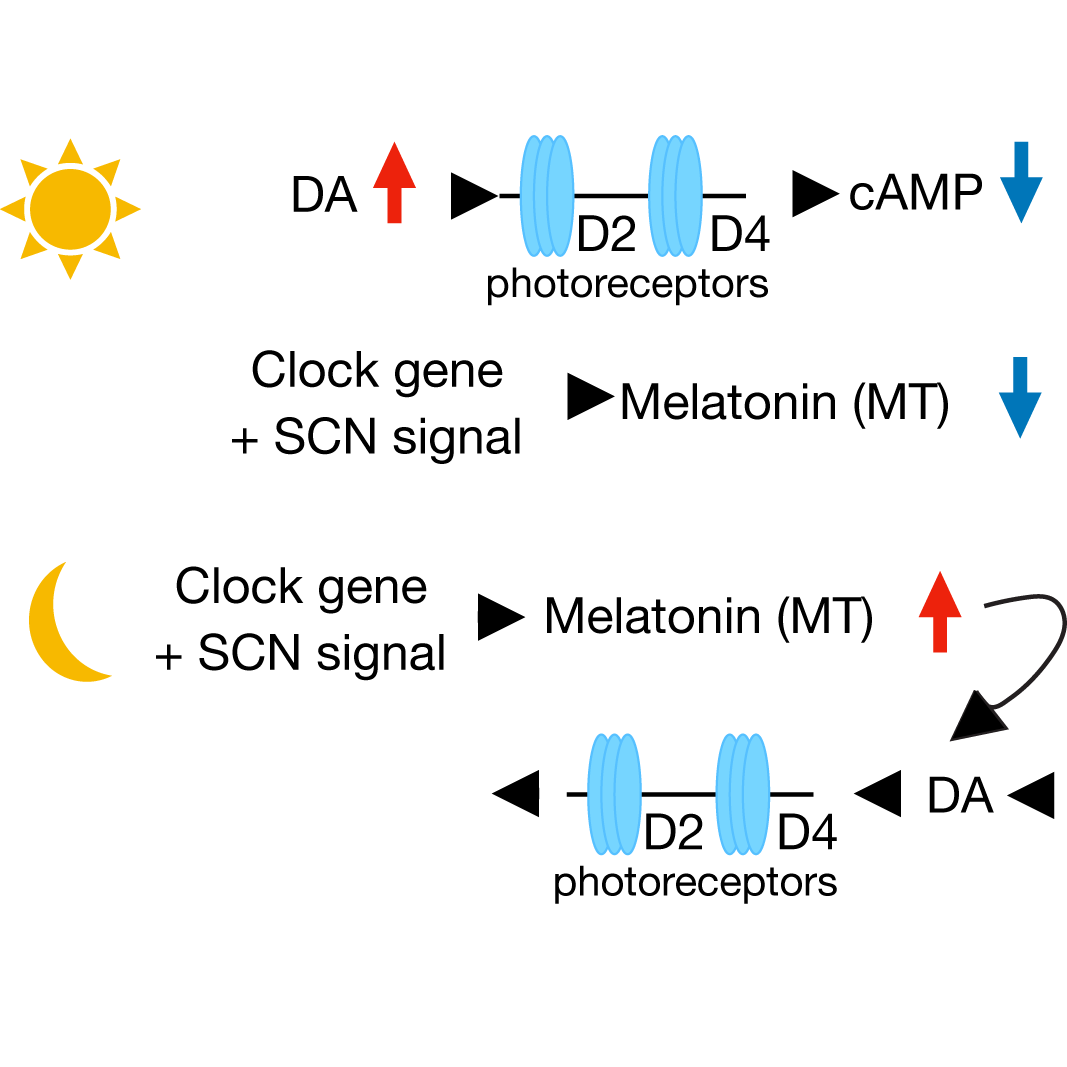 DA
D2
D4
photoreceptors
cAMP
Clock gene
+ SCN signal
Melatonin (MT)
Clock gene
+ SCN signal
Melatonin (MT)
D2
D4
photoreceptors
DA